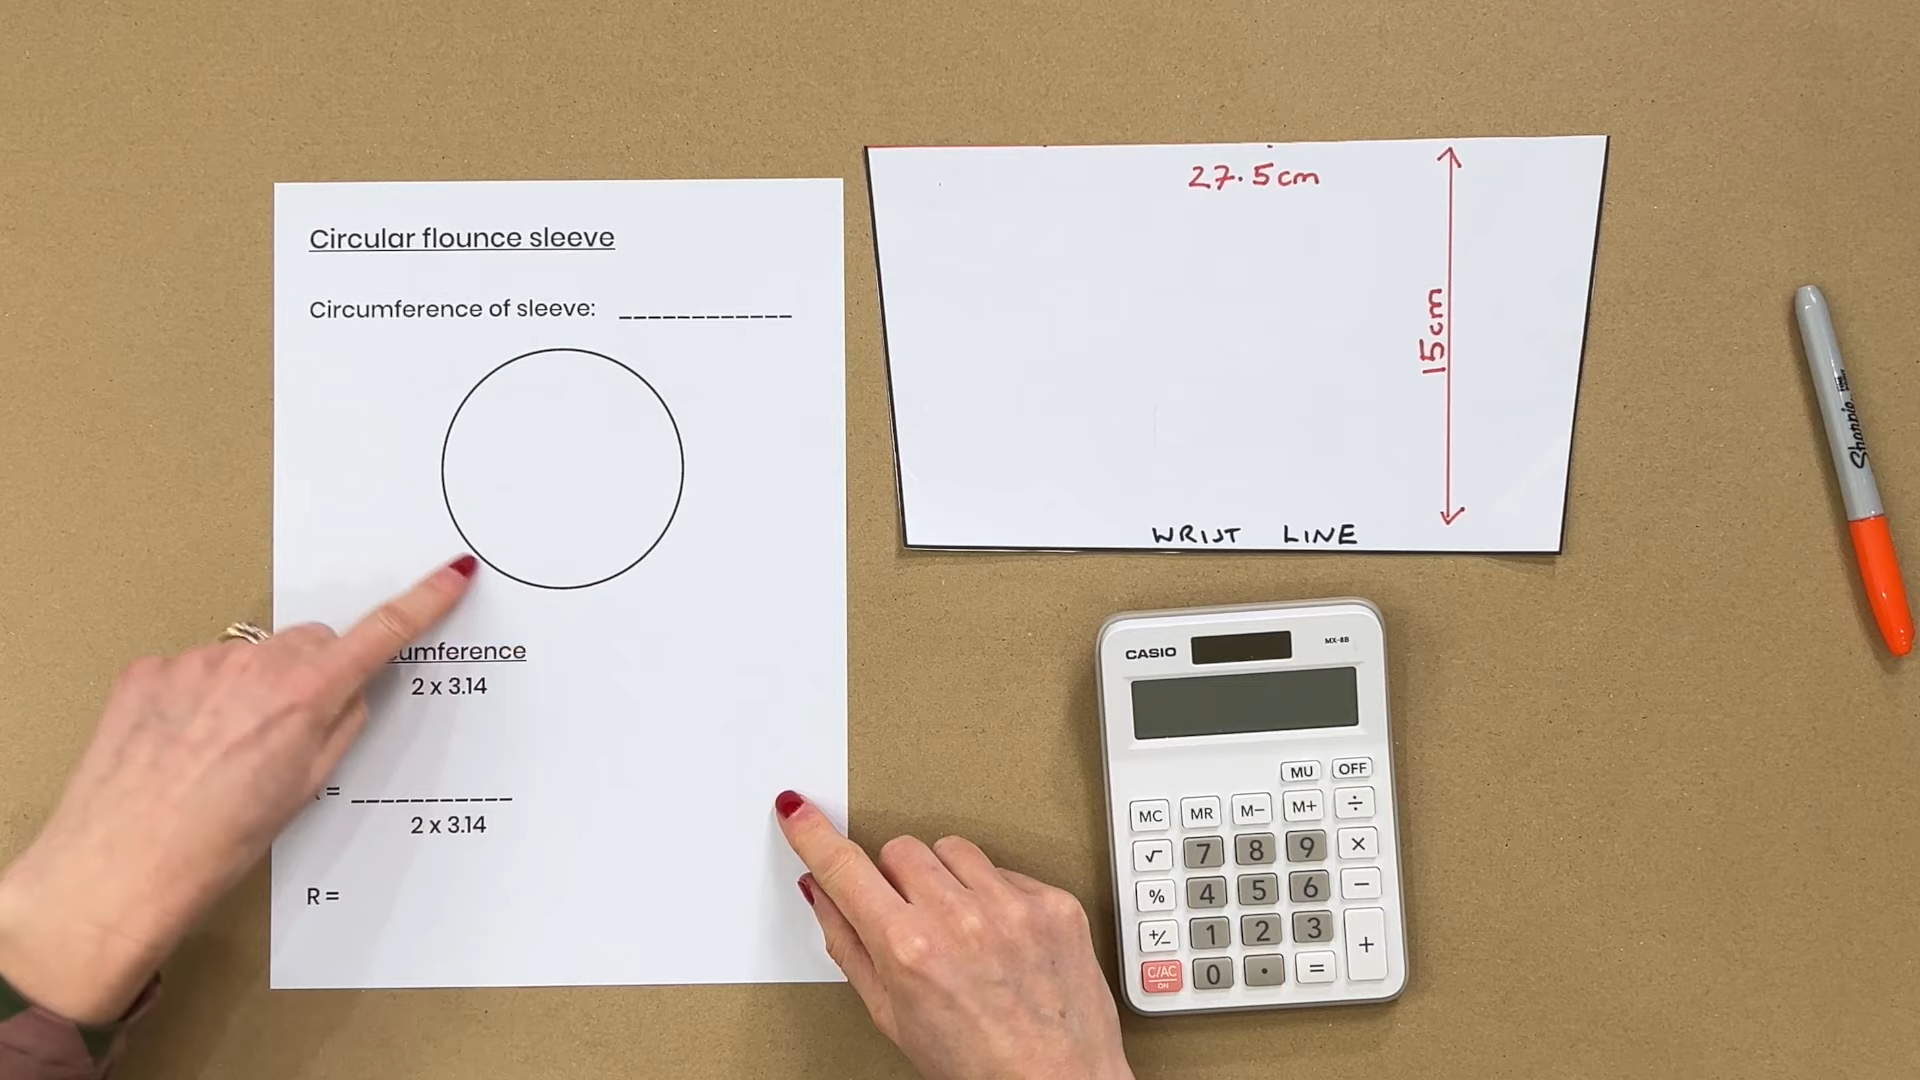 Circular flounce sleeve
Circumference of sleeve: ____________
cumference
2 x 3.14
= ___________
2 x 3.14
R =
27.5cm
15cm
WRIST LINE
CASIO
MX-8B
MU OFF
MC MR M− M+ ÷
√ 7 8 9 ×
% 4 5 6 −
+/− 1 2 3 +
C/AC
ON
0 • =
Sharpie